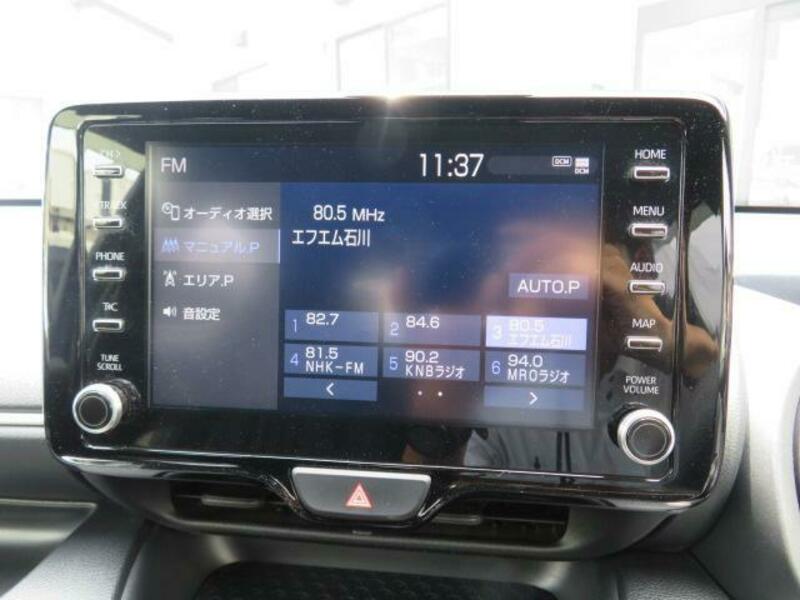 FM
11:37
DCM
DCM
オーディオ選択
マニュアル.P
エリア.P
音設定
80.5 MHz
エフエム石川
AUTO.P
1 82.7
2 84.6
3 80.5
エフエム石川
4 81.5
NHK-FM
5 90.2
KNBラジオ
6 94.0
MROラジオ
<
>
CH >
TRACK
PHONE
T&C
TUNE
SCROLL
HOME
MENU
AUDIO
MAP
POWER
VOLUME